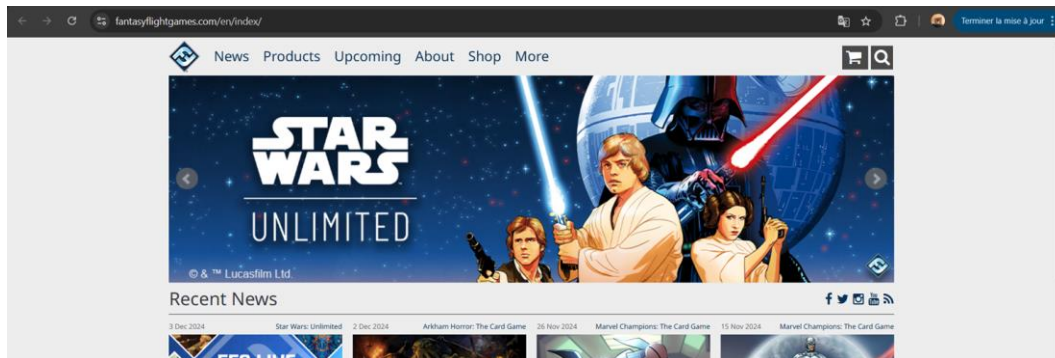 fantasyflightgames.com/en/index/
Terminer la mise à jour
News Products Upcoming About Shop More
STAR
WARS
UNLIMITED
© & ™ Lucasfilm Ltd.
Recent News
3 Dec 2024 Star Wars: Unlimited 2 Dec 2024 Arkham Horror: The Card Game 26 Nov 2024 Marvel Champions: The Card Game 15 Nov 2024 Marvel Champions: The Card Game
FFG LIVE